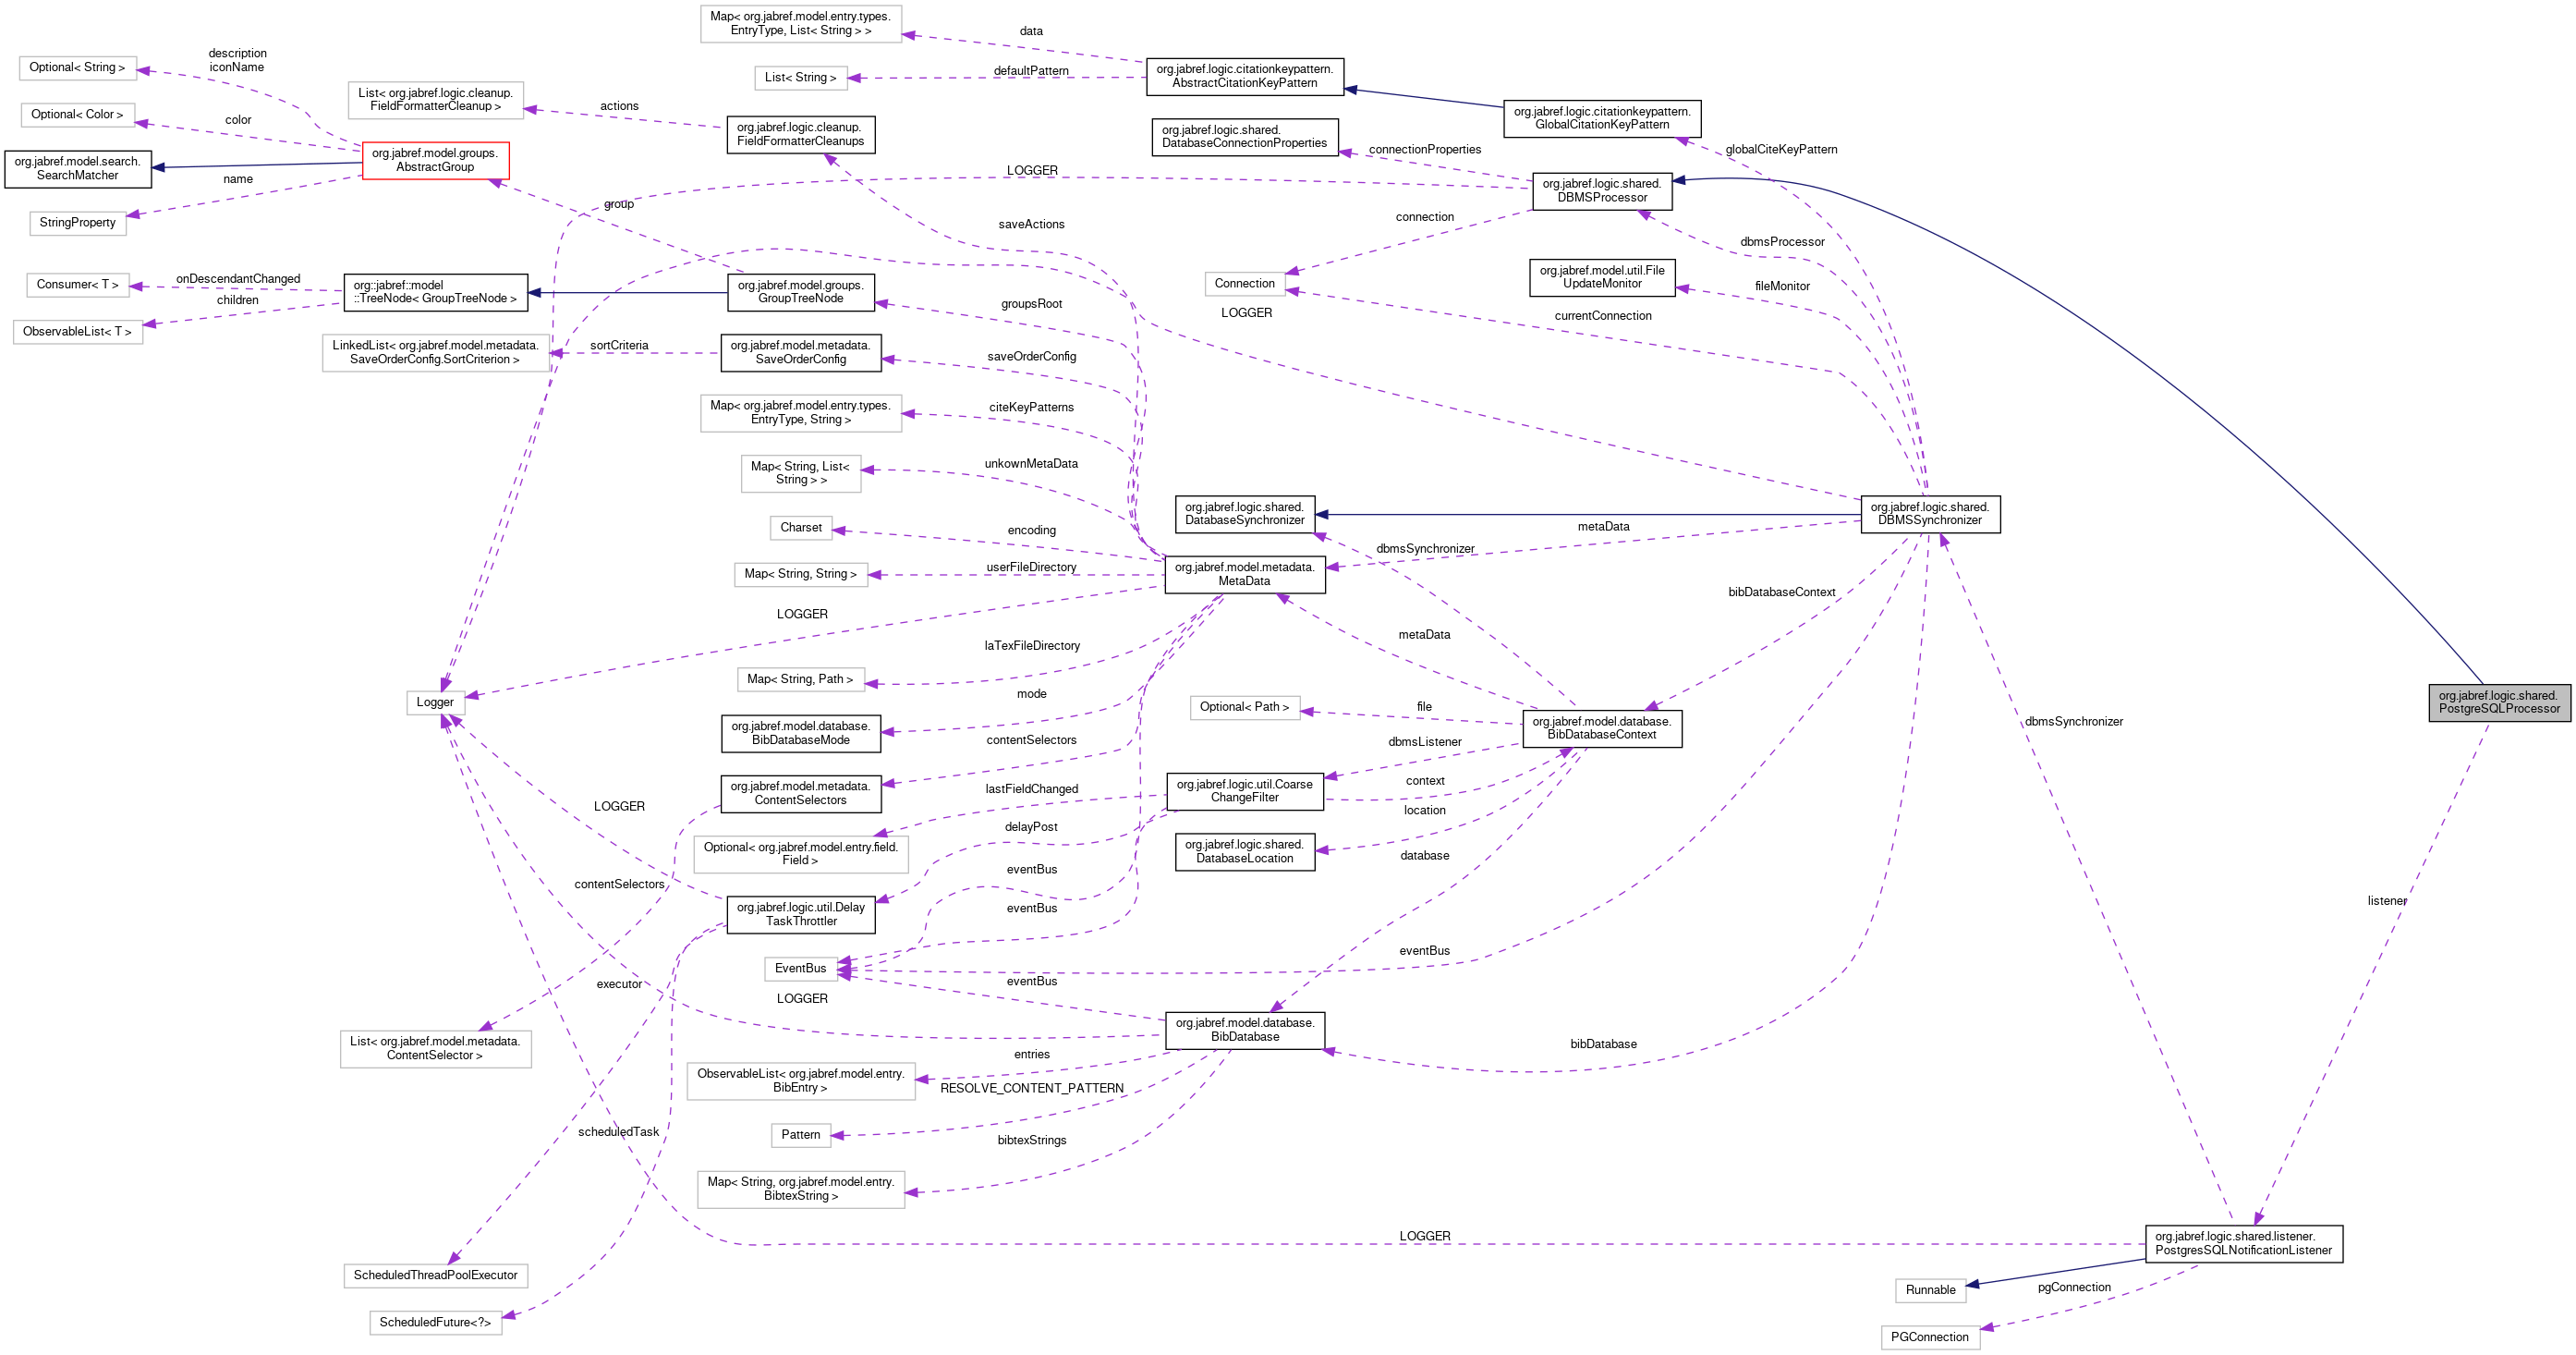 Map< org.jabref.model.entry.types.
EntryType, List< String > >
data
description
iconName
Optional< String >
List< String >
defaultPattern
org.jabref.logic.citationkeypattern.
AbstractCitationKeyPattern
List< org.jabref.logic.cleanup.
FieldFormatterCleanup >
actions
Optional< Color >
color
org.jabref.logic.citationkeypattern.
GlobalCitationKeyPattern
org.jabref.logic.cleanup.
FieldFormatterCleanups
org.jabref.logic.shared.
DatabaseConnectionProperties
connectionProperties
globalCiteKeyPattern
org.jabref.model.search.
SearchMatcher
org.jabref.model.groups.
AbstractGroup
name
LOGGER
org.jabref.logic.shared.
DBMSProcessor
StringProperty
group
saveActions
connection
dbmsProcessor
Consumer< T >
onDescendantChanged
org::jabref::model
::TreeNode< GroupTreeNode >
org.jabref.model.groups.
GroupTreeNode
Connection
org.jabref.model.util.File
UpdateMonitor
fileMonitor
children
groupsRoot
LOGGER
currentConnection
ObservableList< T >
LinkedList< org.jabref.model.metadata.
SaveOrderConfig.SortCriterion >
sortCriteria
org.jabref.model.metadata.
SaveOrderConfig
saveOrderConfig
Map< org.jabref.model.entry.types.
EntryType, String >
citeKeyPatterns
Map< String, List<
String > >
unkownMetaData
Charset
encoding
org.jabref.logic.shared.
DatabaseSynchronizer
metaData
org.jabref.logic.shared.
DBMSSynchronizer
dbmsSynchronizer
Map< String, String >
userFileDirectory
org.jabref.model.metadata.
MetaData
bibDatabaseContext
LOGGER
metaData
laTexFileDirectory
Map< String, Path >
Logger
mode
Optional< Path >
file
org.jabref.logic.shared.
PostgreSQLProcessor
org.jabref.model.database.
BibDatabaseMode
contentSelectors
dbmsListener
org.jabref.model.database.
BibDatabaseContext
dbmsSynchronizer
org.jabref.model.metadata.
ContentSelectors
lastFieldChanged
org.jabref.logic.util.Coarse
ChangeFilter
context
LOGGER
delayPost
location
Optional< org.jabref.model.entry.field.
Field >
org.jabref.logic.shared.
DatabaseLocation
database
contentSelectors
eventBus
org.jabref.logic.util.Delay
TaskThrottler
eventBus
listener
eventBus
EventBus
executor
eventBus
LOGGER
org.jabref.model.database.
BibDatabase
bibDatabase
List< org.jabref.model.metadata.
ContentSelector >
entries
ObservableList< org.jabref.model.entry.
BibEntry >
RESOLVE_CONTENT_PATTERN
scheduledTask
Pattern
bibtexStrings
Map< String, org.jabref.model.entry.
BibtexString >
LOGGER
org.jabref.logic.shared.listener.
PostgresSQLNotificationListener
ScheduledThreadPoolExecutor
Runnable
pgConnection
ScheduledFuture<?>
PGConnection